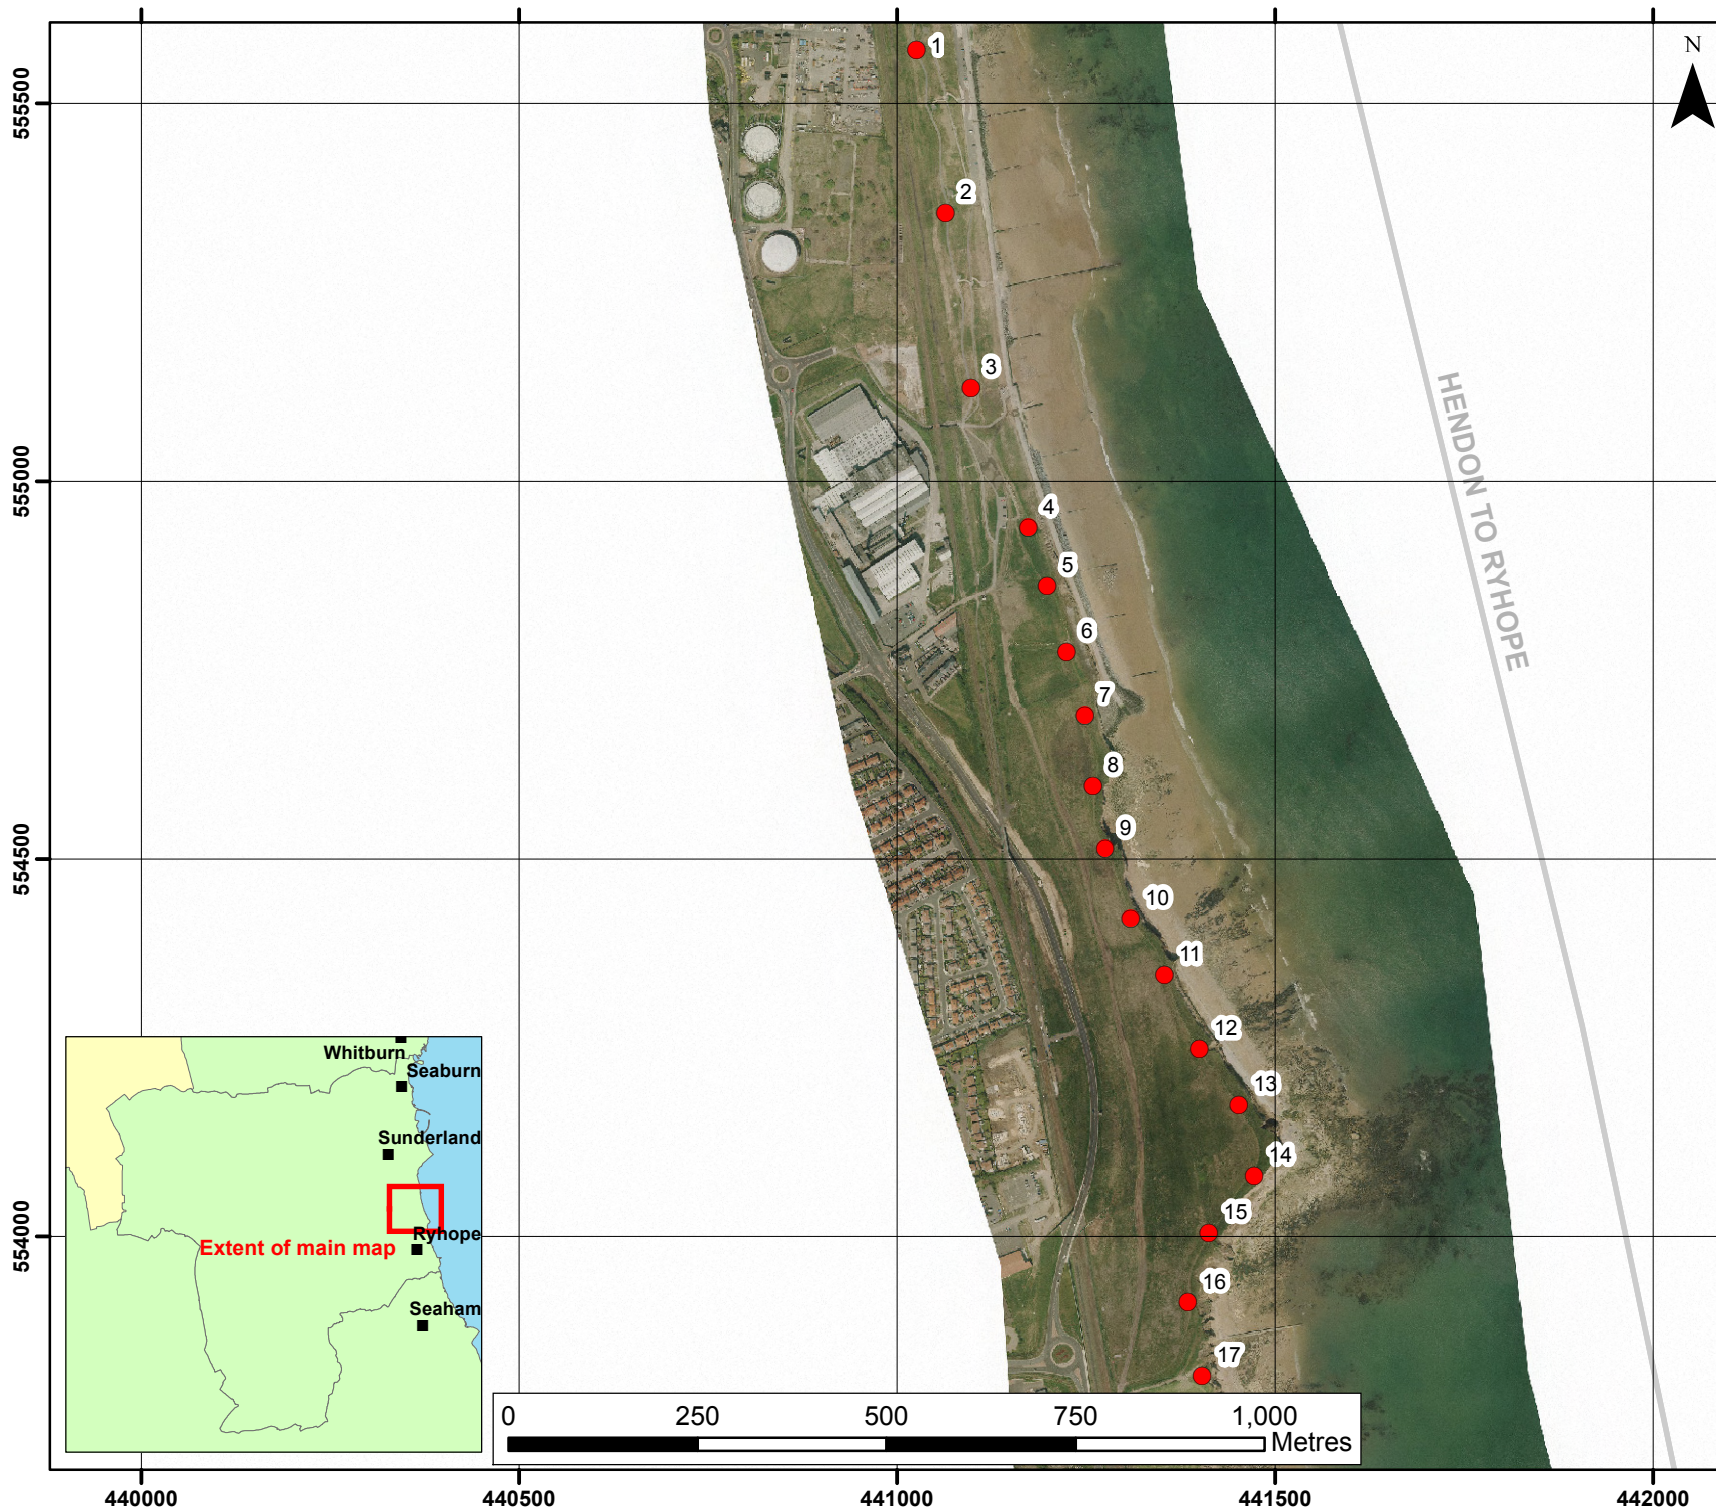 N
1
2
3
4
5
6
7
8
9
10
11
12
13
14
15
16
17
HENDON TO RYHOPE
555500
555000
554500
554000
Whitburn
Seaburn
Sunderland
Ryhope
Extent of main map
Seaham
0 250 500 750 1,000
Metres
440000 440500 441000 441500 442000